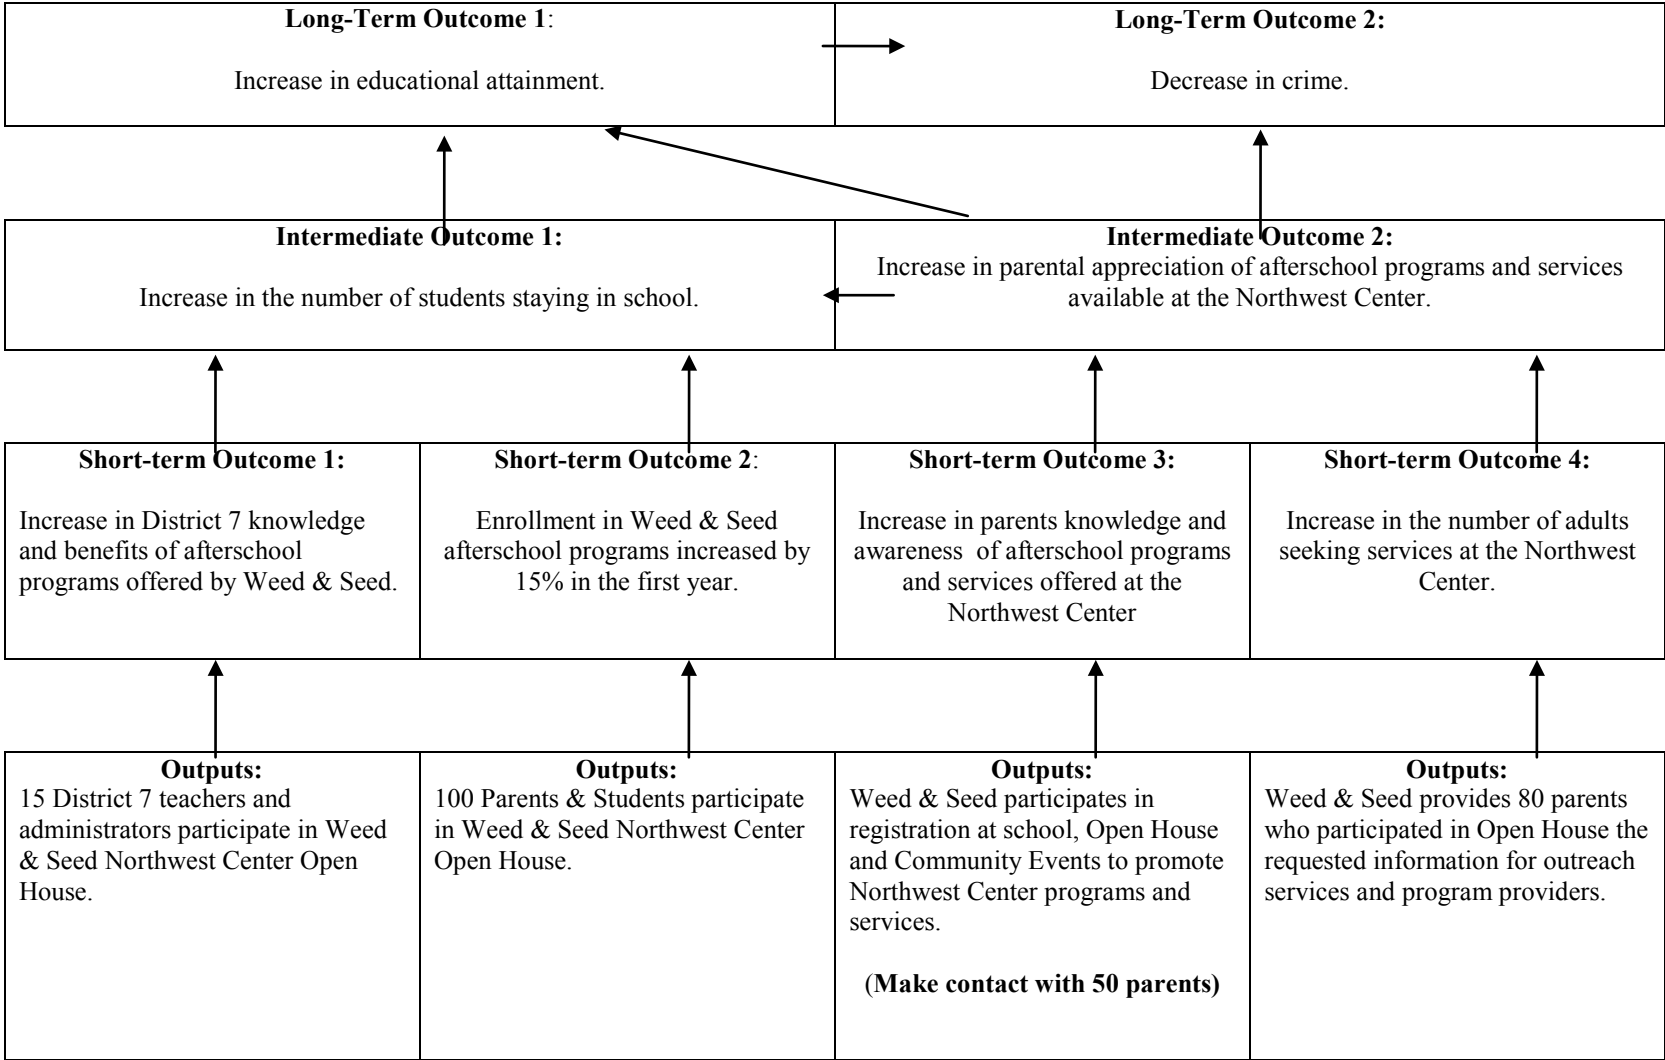 Long-Term Outcome 1:
Increase in educational attainment.
Long-Term Outcome 2:
Decrease in crime.
Intermediate Outcome 1:
Increase in the number of students staying in school.
Intermediate Outcome 2:
Increase in parental appreciation of afterschool programs and services
available at the Northwest Center.
Short-term Outcome 1:
Increase in District 7 knowledge
and benefits of afterschool
programs offered by Weed & Seed.
Short-term Outcome 2:
Enrollment in Weed & Seed
afterschool programs increased by
15% in the first year.
Short-term Outcome 3:
Increase in parents knowledge and
awareness of afterschool programs
and services offered at the
Northwest Center
Short-term Outcome 4:
Increase in the number of adults
seeking services at the Northwest
Center.
Outputs:
15 District 7 teachers and
administrators participate in Weed
& Seed Northwest Center Open
House.
Outputs:
100 Parents & Students participate
in Weed & Seed Northwest Center
Open House.
Outputs:
Weed & Seed participates in
registration at school, Open House
and Community Events to promote
Northwest Center programs and
services.
(Make contact with 50 parents)
Outputs:
Weed & Seed provides 80 parents
who participated in Open House the
requested information for outreach
services and program providers.